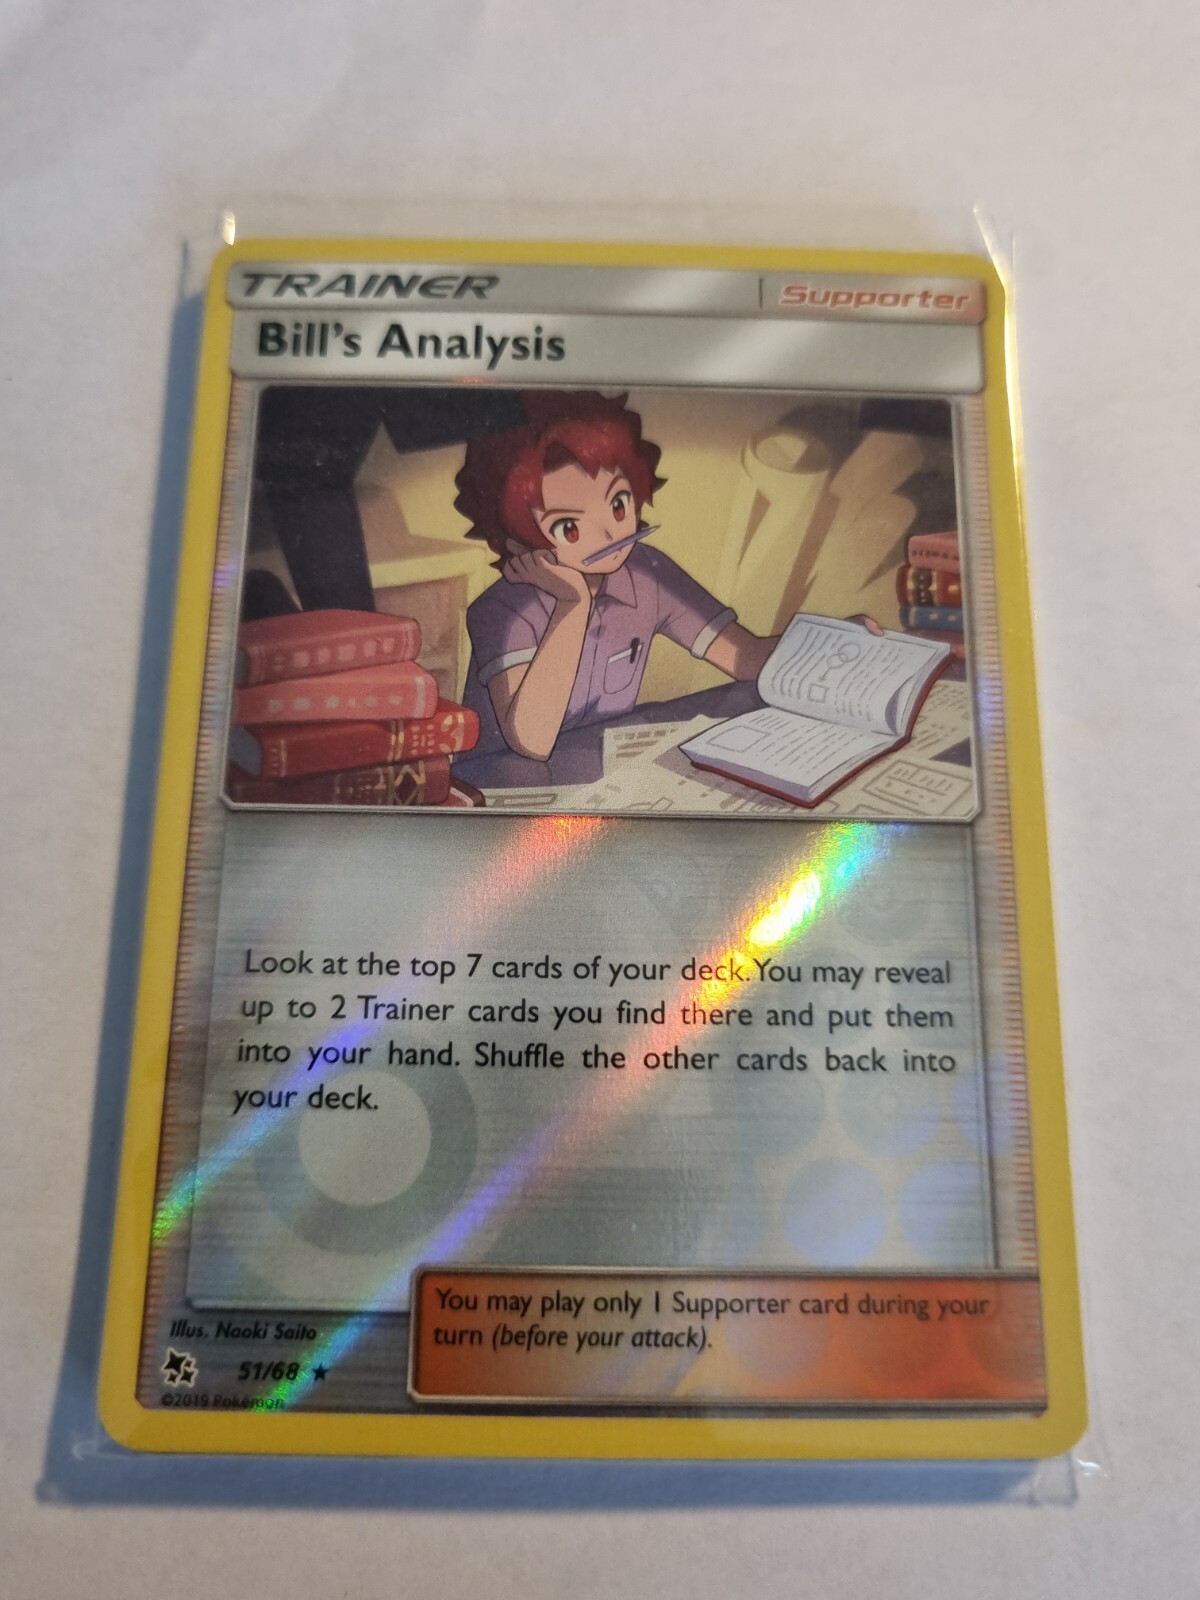 TRAINER
Supporter
Bill's Analysis
Look at the top 7 cards of your deck. You may reveal
up to 2 Trainer cards you find there and put them
into your hand. Shuffle the other cards back into
your deck.
You may play only 1 Supporter card during your
turn (before your attack).
Illus. Naoki Saito
51/68 ★
©2019 Pokémon